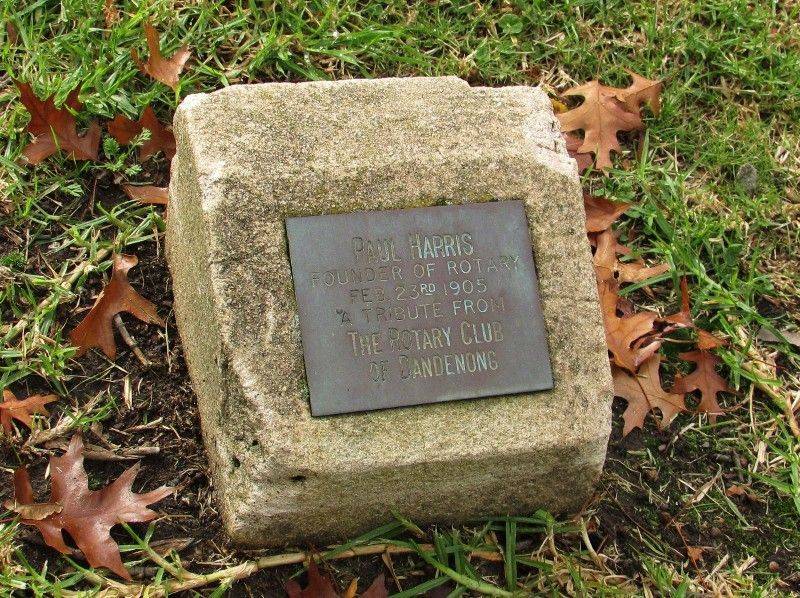 PAUL HARRIS
FOUNDER OF ROTARY
FEB. 23RD 1905
A TRIBUTE FROM
THE ROTARY CLUB
OF DANDENONG